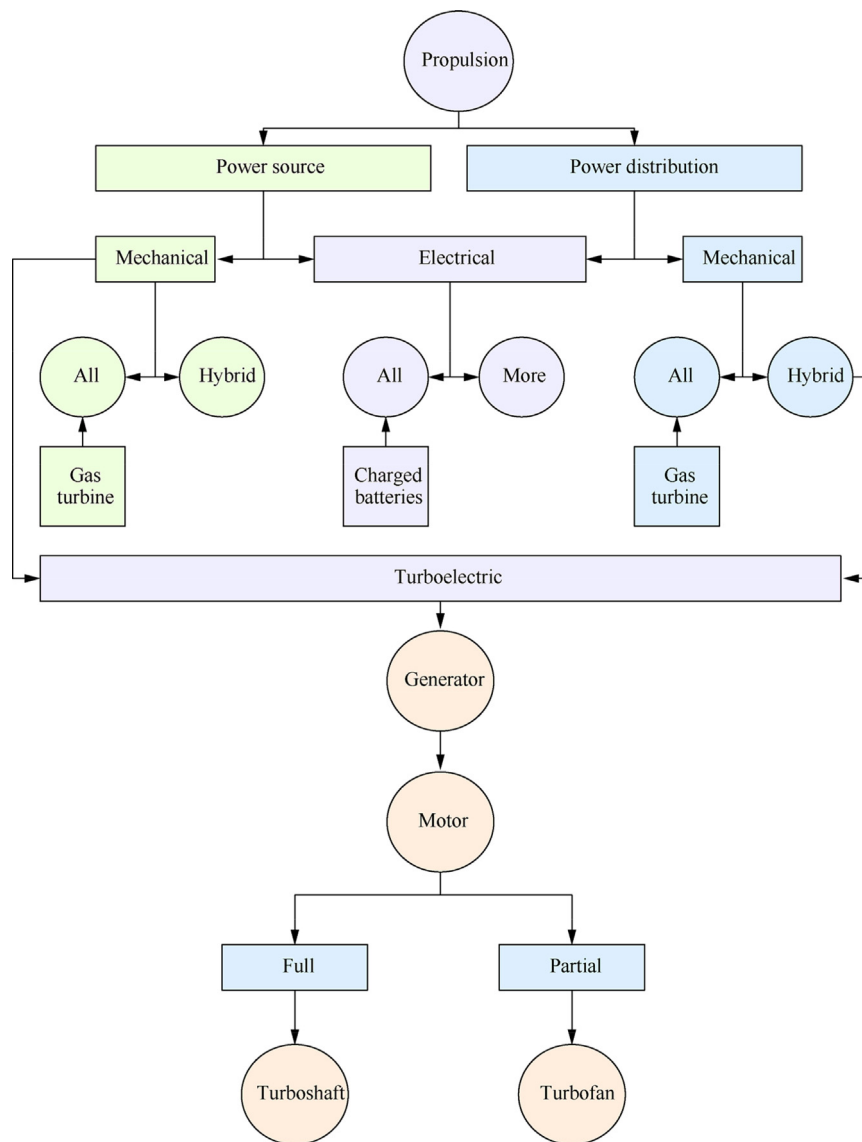 Propulsion
Power source
Power distribution
Mechanical
Electrical
Mechanical
All
Hybrid
All
More
All
Hybrid
Gas
turbine
Charged
batteries
Gas
turbine
Turboelectric
Generator
Motor
Full
Partial
Turboshaft
Turbofan